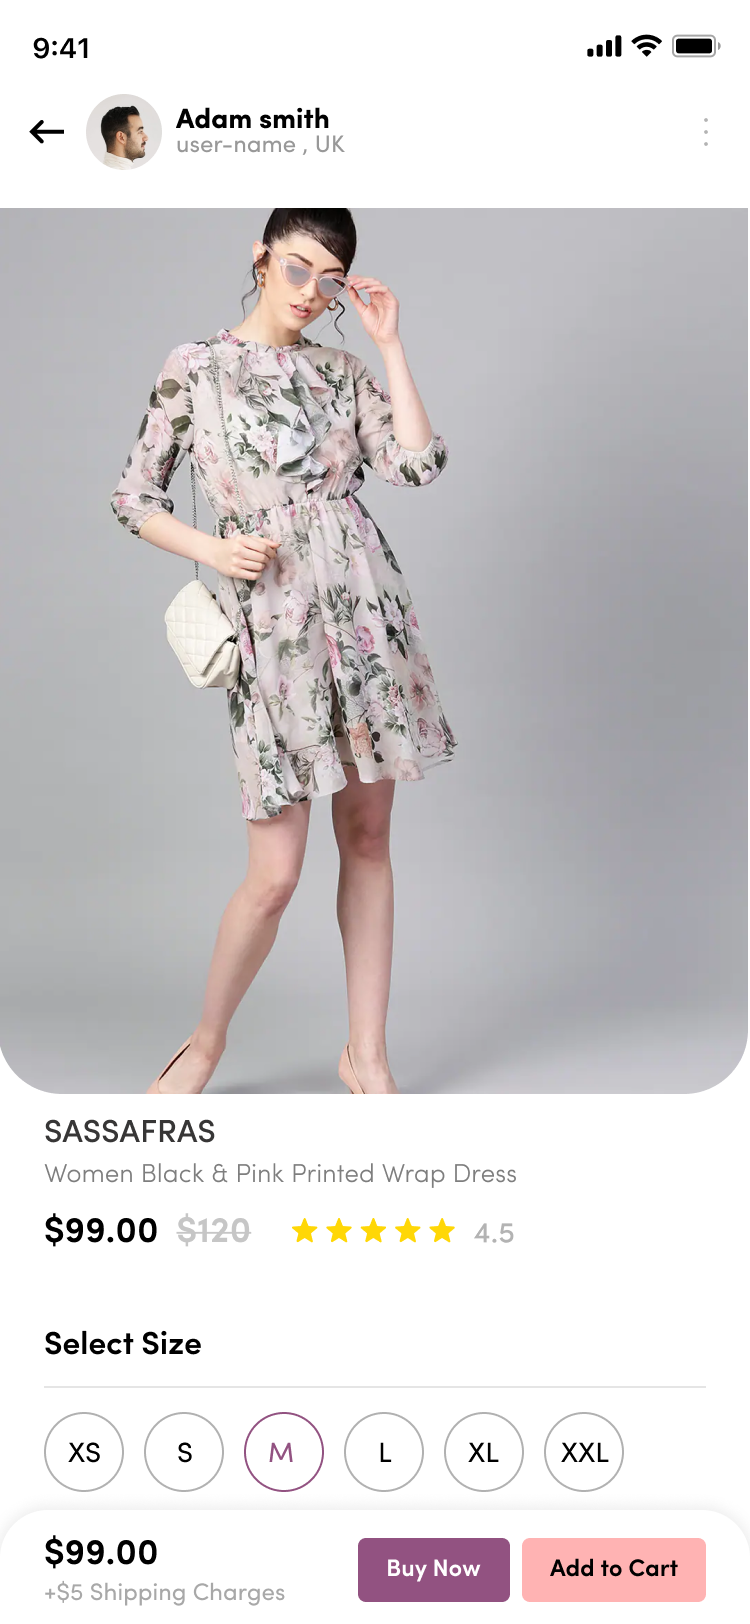 9:41
Adam smith
user-name , UK
SASSAFRAS
Women Black & Pink Printed Wrap Dress
$99.00 $120 4.5
Select Size
XS S M L XL XXL
$99.00
+$5 Shipping Charges
Buy Now
Add to Cart